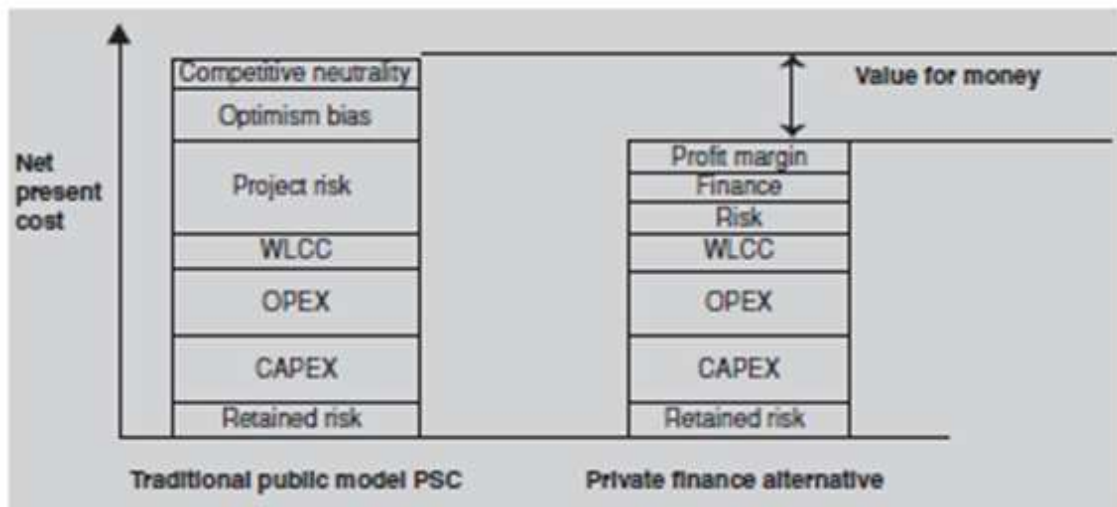 Competitive neutrality
Optimism bias
Project risk
WLCC
OPEX
CAPEX
Retained risk
Net
present
cost
Value for money
Profit margin
Finance
Risk
WLCC
OPEX
CAPEX
Retained risk
Traditional public model PSC
Private finance alternative